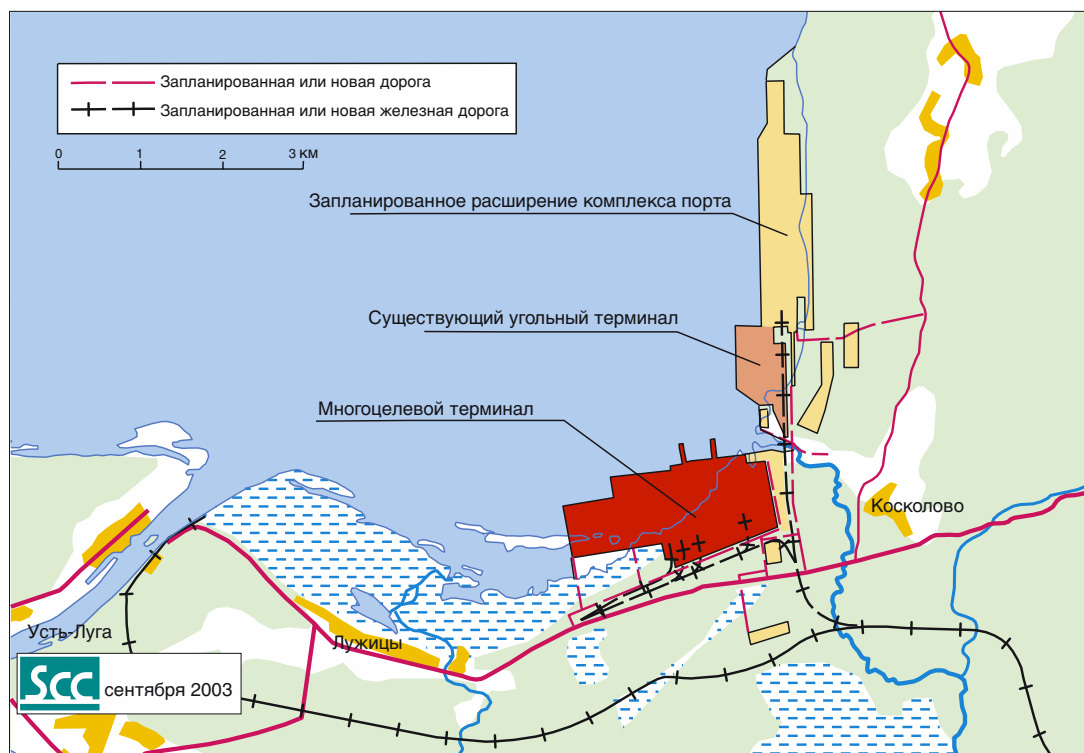 Запланированная или новая дорога
Запланированная или новая железная дорога
0 1 2 3 км
Запланированное расширение комплекса порта
Существующий угольный терминал
Многоцелевой терминал
Косколово
Усть-Луга
Лужицы
Scc сентября 2003